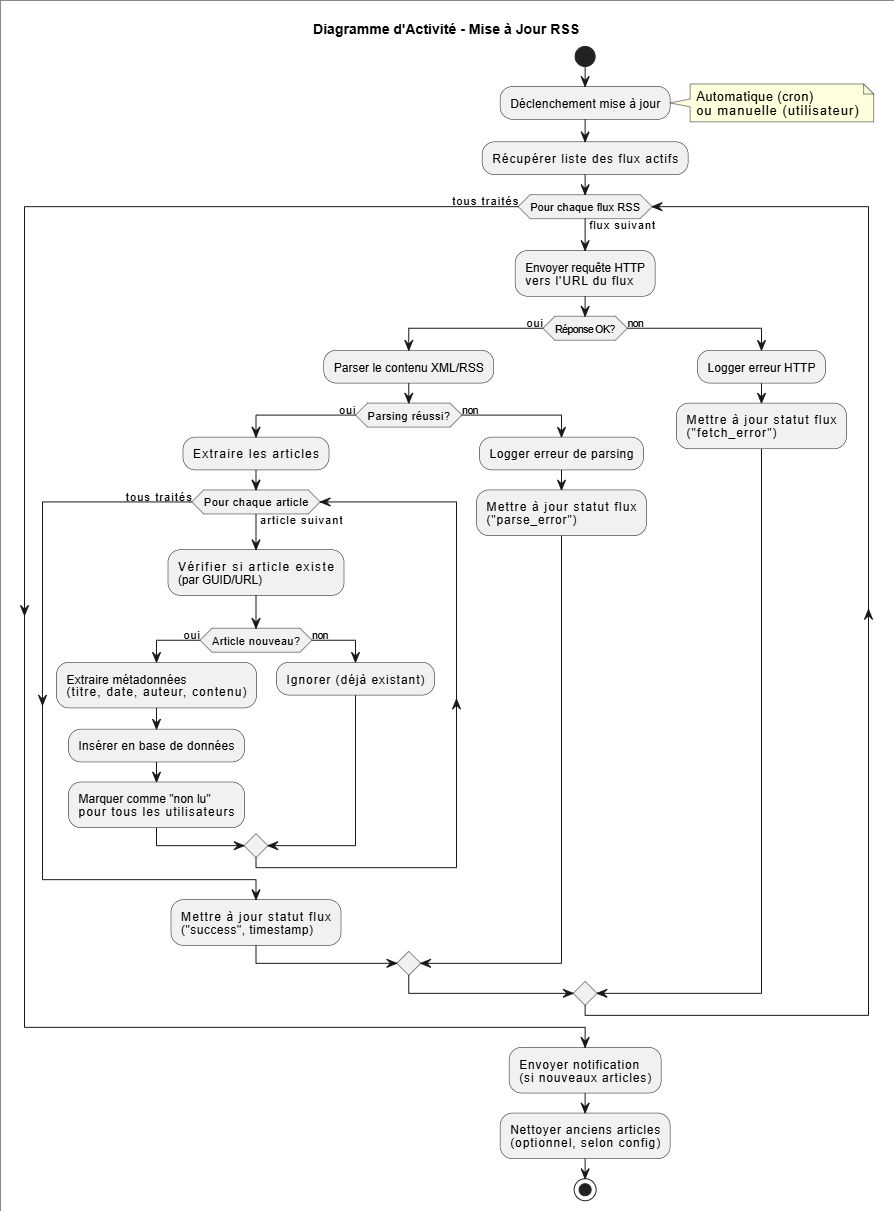 Diagramme d'Activité - Mise à Jour RSS
Déclenchement mise à jour
Automatique (cron)
ou manuelle (utilisateur)
Récupérer liste des flux actifs
tous traités
Pour chaque flux RSS
flux suivant
Envoyer requête HTTP
vers l'URL du flux
oui
Réponse OK?
non
Parser le contenu XML/RSS
Logger erreur HTTP
oui
Parsing réussi?
non
Mettre à jour statut flux
("fetch_error")
Extraire les articles
Logger erreur de parsing
tous traités
Pour chaque article
article suivant
Mettre à jour statut flux
("parse_error")
Vérifier si article existe
(par GUID/URL)
oui
Article nouveau?
non
Extraire métadonnées
(titre, date, auteur, contenu)
Ignorer (déjà existant)
Insérer en base de données
Marquer comme "non lu"
pour tous les utilisateurs
Mettre à jour statut flux
("success", timestamp)
Envoyer notification
(si nouveaux articles)
Nettoyer anciens articles
(optionnel, selon config)